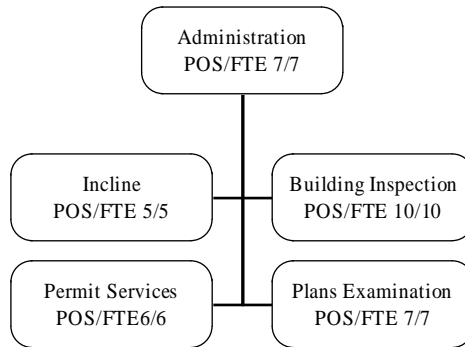 Administration
POS/FTE 7/7
Incline
POS/FTE 5/5
Building Inspection
POS/FTE 10/10
Permit Services
POS/FTE6/6
Plans Examination
POS/FTE 7/7